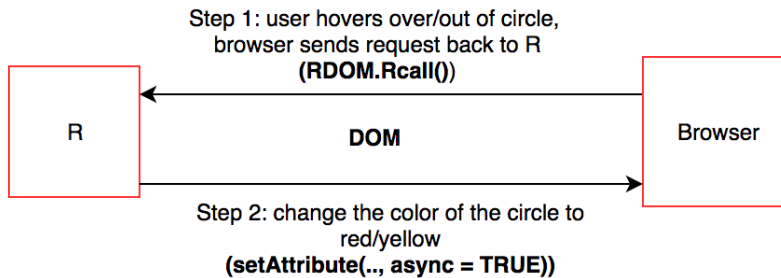 Step 1: user hovers over/out of circle,
browser sends request back to R
(RDOM.Rcall())
R
DOM
Browser
Step 2: change the color of the circle to
red/yellow
(setAttribute(.., async = TRUE))